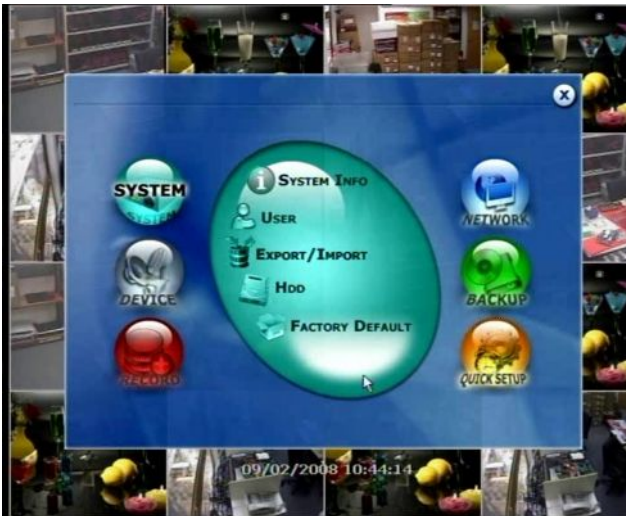 SYSTEM
SYSTEM
DEVICE
RECORD
SYSTEM INFO
USER
EXPORT/IMPORT
HDD
FACTORY DEFAULT
NETWORK
BACKUP
QUICK SETUP
X
09/02/2008 10:44:14